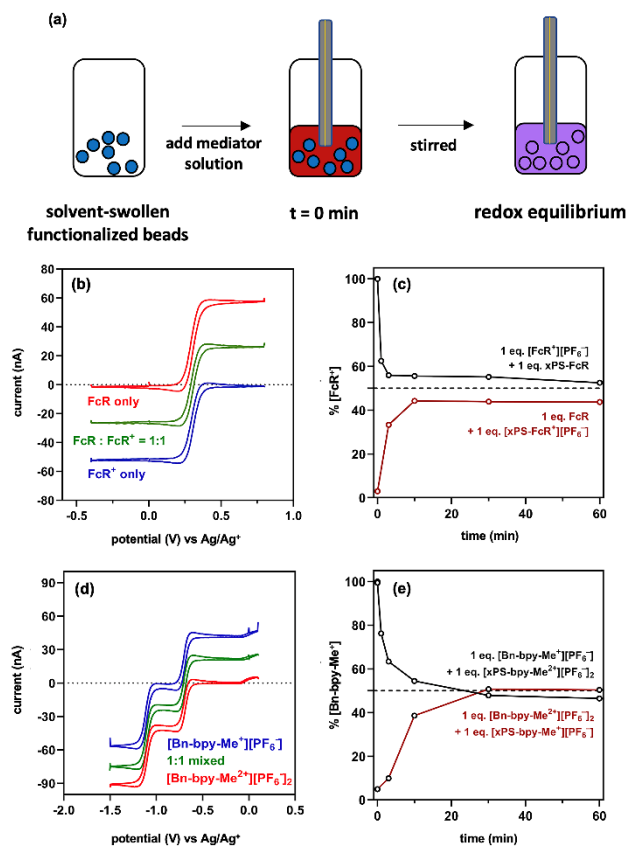 (a)
add mediator
solution
stirred
solvent-swollen
functionalized beads
t = 0 min
redox equilibrium
(b)
60
40
20
0
-20
-40
-60
-80
current (nA)
FcR only
FcR : FcR⁺ = 1:1
FcR⁺ only
-0.5
0.0
0.5
1.0
potential (V) vs Ag/Ag⁺
(c)
100
80
60
40
20
0
% [FcR⁺]
1 eq. [FcR⁺][PF₆⁻]
+ 1 eq. xPS-FcR
1 eq. FcR
+ 1 eq. [xPS-FcR⁺][PF₆⁻]
0
20
40
60
time (min)
(d)
90
60
30
0
-30
-60
-90
current (nA)
[Bn-bpy-Me⁺][PF₆⁻]
1:1 mixed
[Bn-bpy-Me²⁺][PF₆⁻]₂
-2.0
-1.5
-1.0
-0.5
0.0
0.5
potential (V) vs Ag/Ag⁺
(e)
100
80
60
40
20
0
% [Bn-bpy-Me⁺]
1 eq. [Bn-bpy-Me⁺][PF₆⁻]
+ 1 eq. [xPS-bpy-Me²⁺][PF₆⁻]₂
1 eq. [Bn-bpy-Me²⁺][PF₆⁻]₂
+ 1 eq. [xPS-bpy-Me⁺][PF₆⁻]
0
20
40
60
time (min)